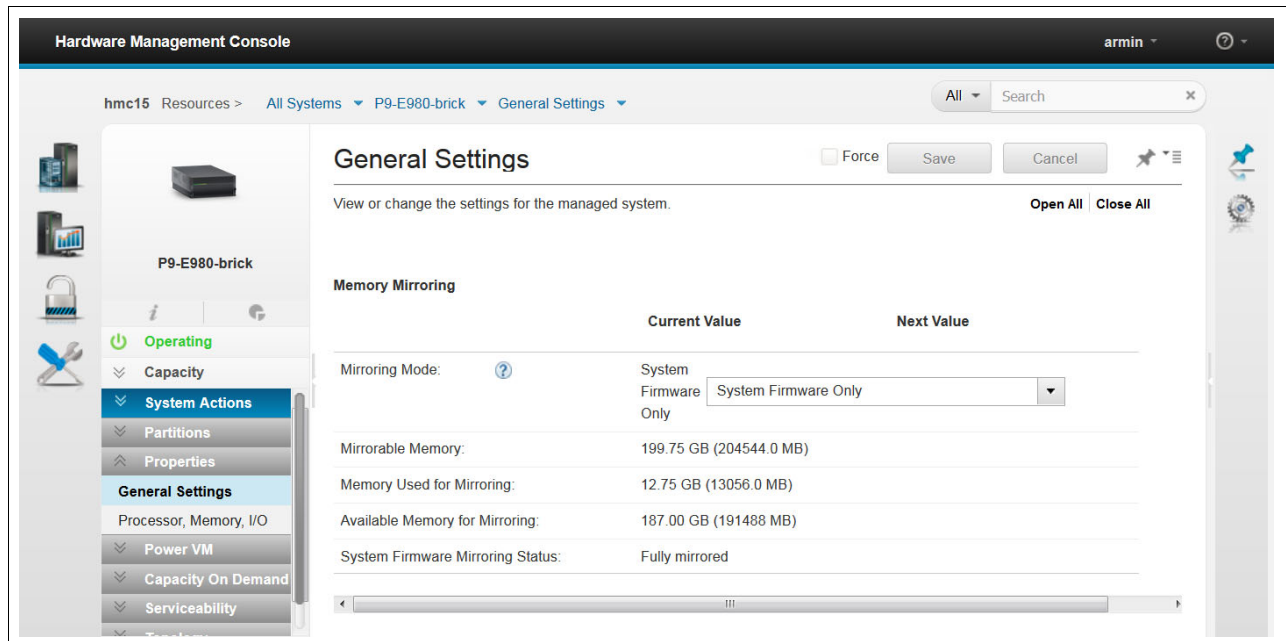 Hardware Management Console
armin
hmc15 Resources > All Systems P9-E980-brick General Settings
All Search
General Settings
Force Save Cancel
View or change the settings for the managed system.
Open All Close All
P9-E980-brick
Operating
Capacity
System Actions
Partitions
Properties
General Settings
Processor, Memory, I/O
Power VM
Capacity On Demand
Serviceability
Memory Mirroring
Current Value Next Value
Mirroring Mode: System Firmware Only System Firmware Only
Mirrorable Memory: 199.75 GB (204544.0 MB)
Memory Used for Mirroring: 12.75 GB (13056.0 MB)
Available Memory for Mirroring: 187.00 GB (191488 MB)
System Firmware Mirroring Status: Fully mirrored